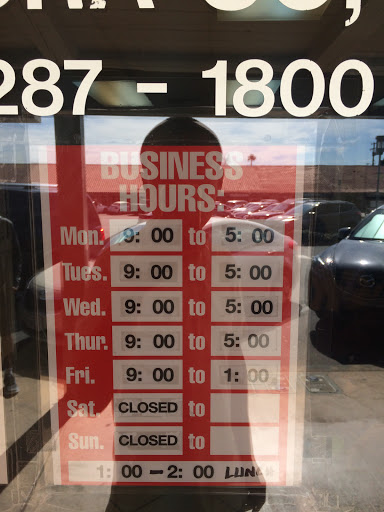 287-1800
BUSINESS
HOURS:
Mon. 9:00 to 5:00
Tues. 9:00 to 5:00
Wed. 9:00 to 5:00
Thur. 9:00 to 5:00
Fri. 9:00 to 1:00
Sat. CLOSED to
Sun. CLOSED to
1:00-2:00 LUNCH